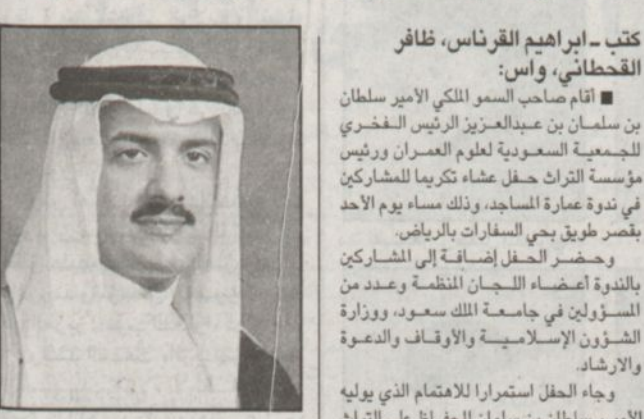 كتب ـ ابراهيم القرناس، ظافر
القحطاني، واس:
■ أقام صاحب السمو الملكي الأمير سلطان
بن سلمان بن عبدالعزيز الرئيس الفخري
للجمعية السعودية لعلوم العمران ورئيس
مؤسسة التراث حفل عشاء تكريما للمشاركين
في ندوة عمارة المساجد، وذلك مساء يوم الأحد
بقصر طويق بحي السفارات بالرياض.
وحضر الحفل إضافة إلى المشاركين
بالندوة أعضاء اللجان المنظمة وعدد من
المسؤولين في جامعة الملك سعود، ووزارة
الشؤون الإسلامية والأوقاف والدعوة
والارشاد.
وجاء الحفل استمرارا للاهتمام الذي يوليه